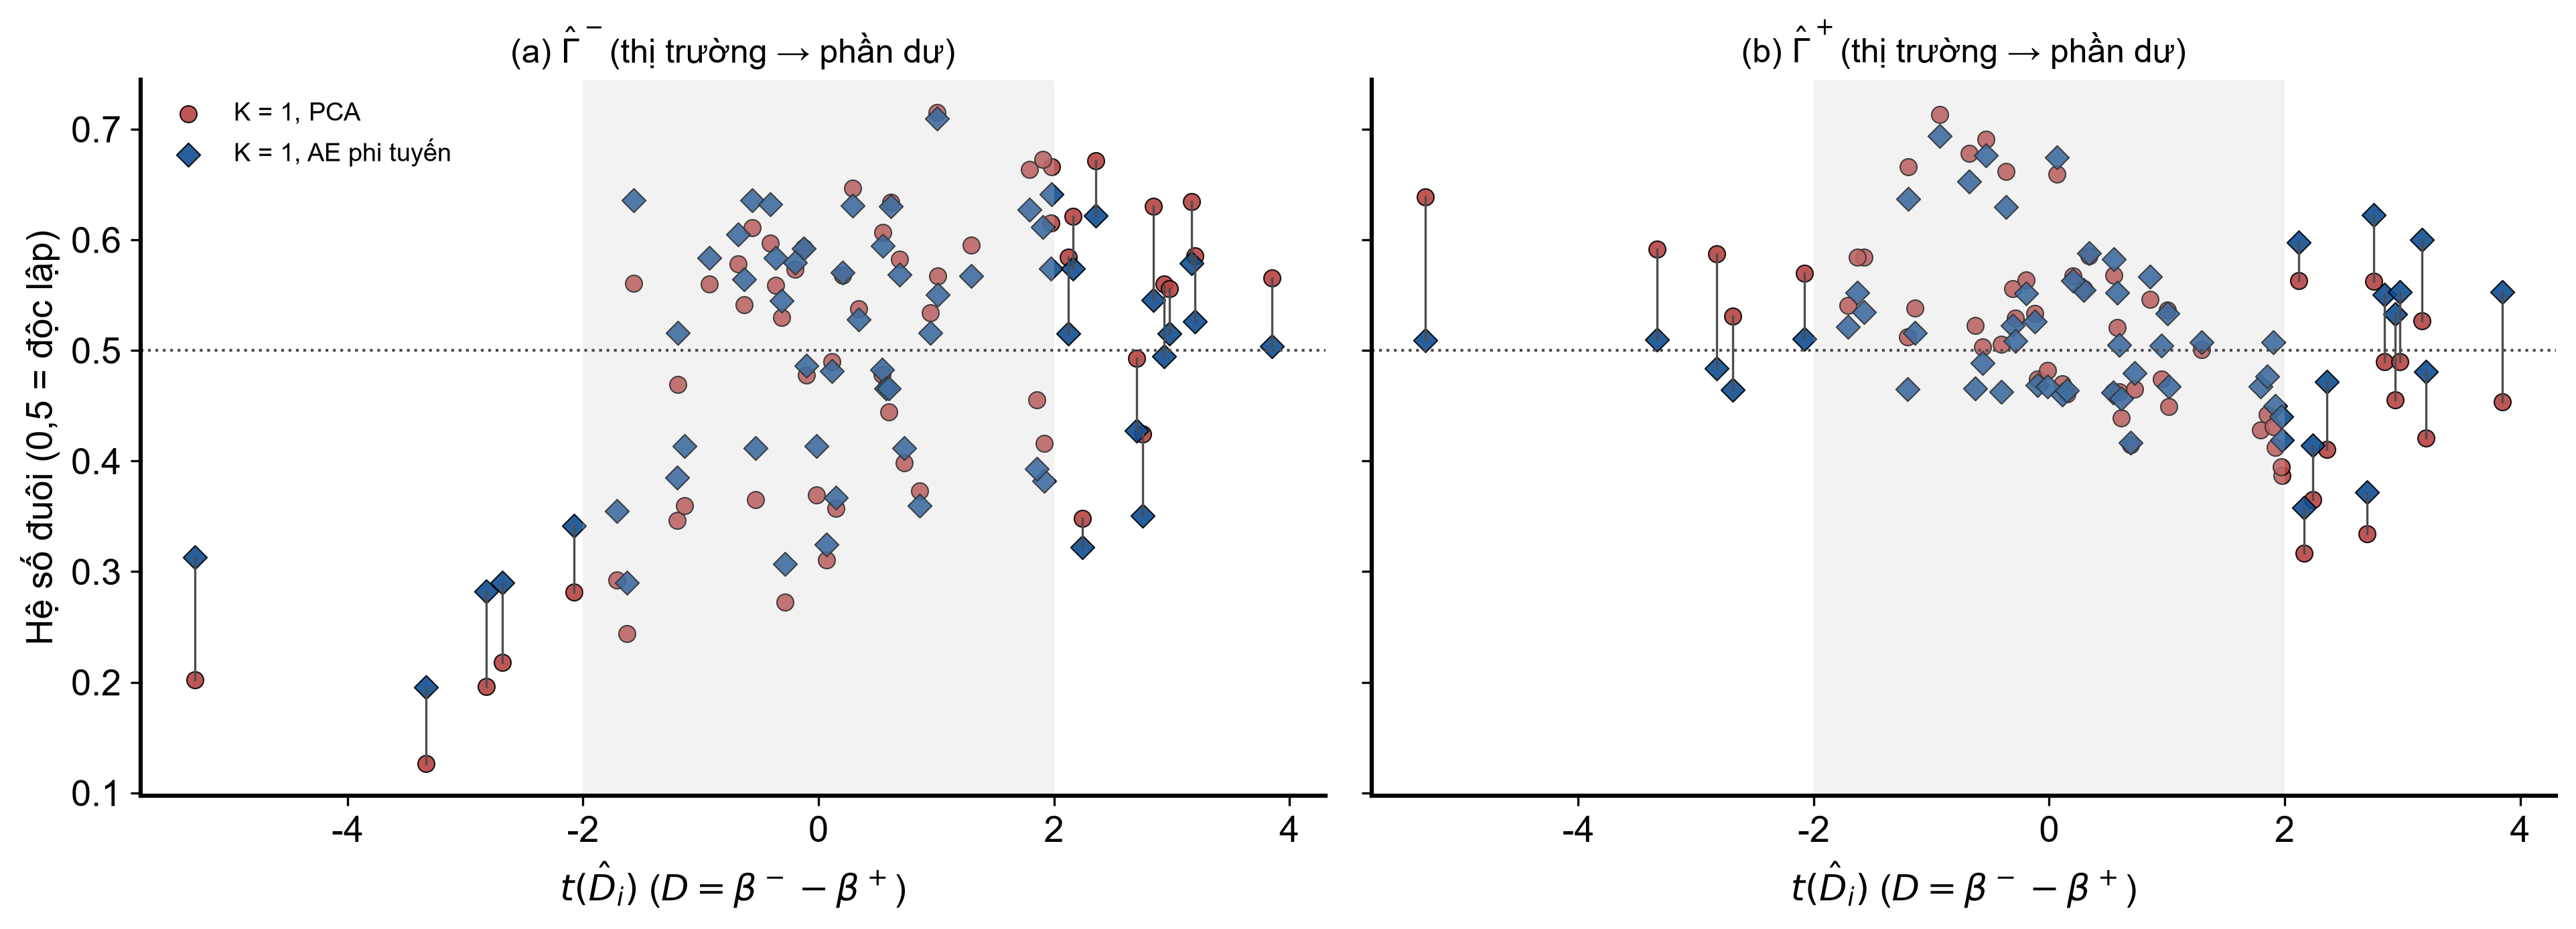 (a) Γ̂⁻ (thị trường → phần dư)
(b) Γ̂⁺ (thị trường → phần dư)
K = 1, PCA
K = 1, AE phi tuyến
Hệ số đuôi (0,5 = độc lập)
0.7
0.6
0.5
0.4
0.3
0.2
0.1
-4 -2 0 2 4
-4 -2 0 2 4
t(D̂ᵢ) (D = β⁻ − β⁺)
t(D̂ᵢ) (D = β⁻ − β⁺)